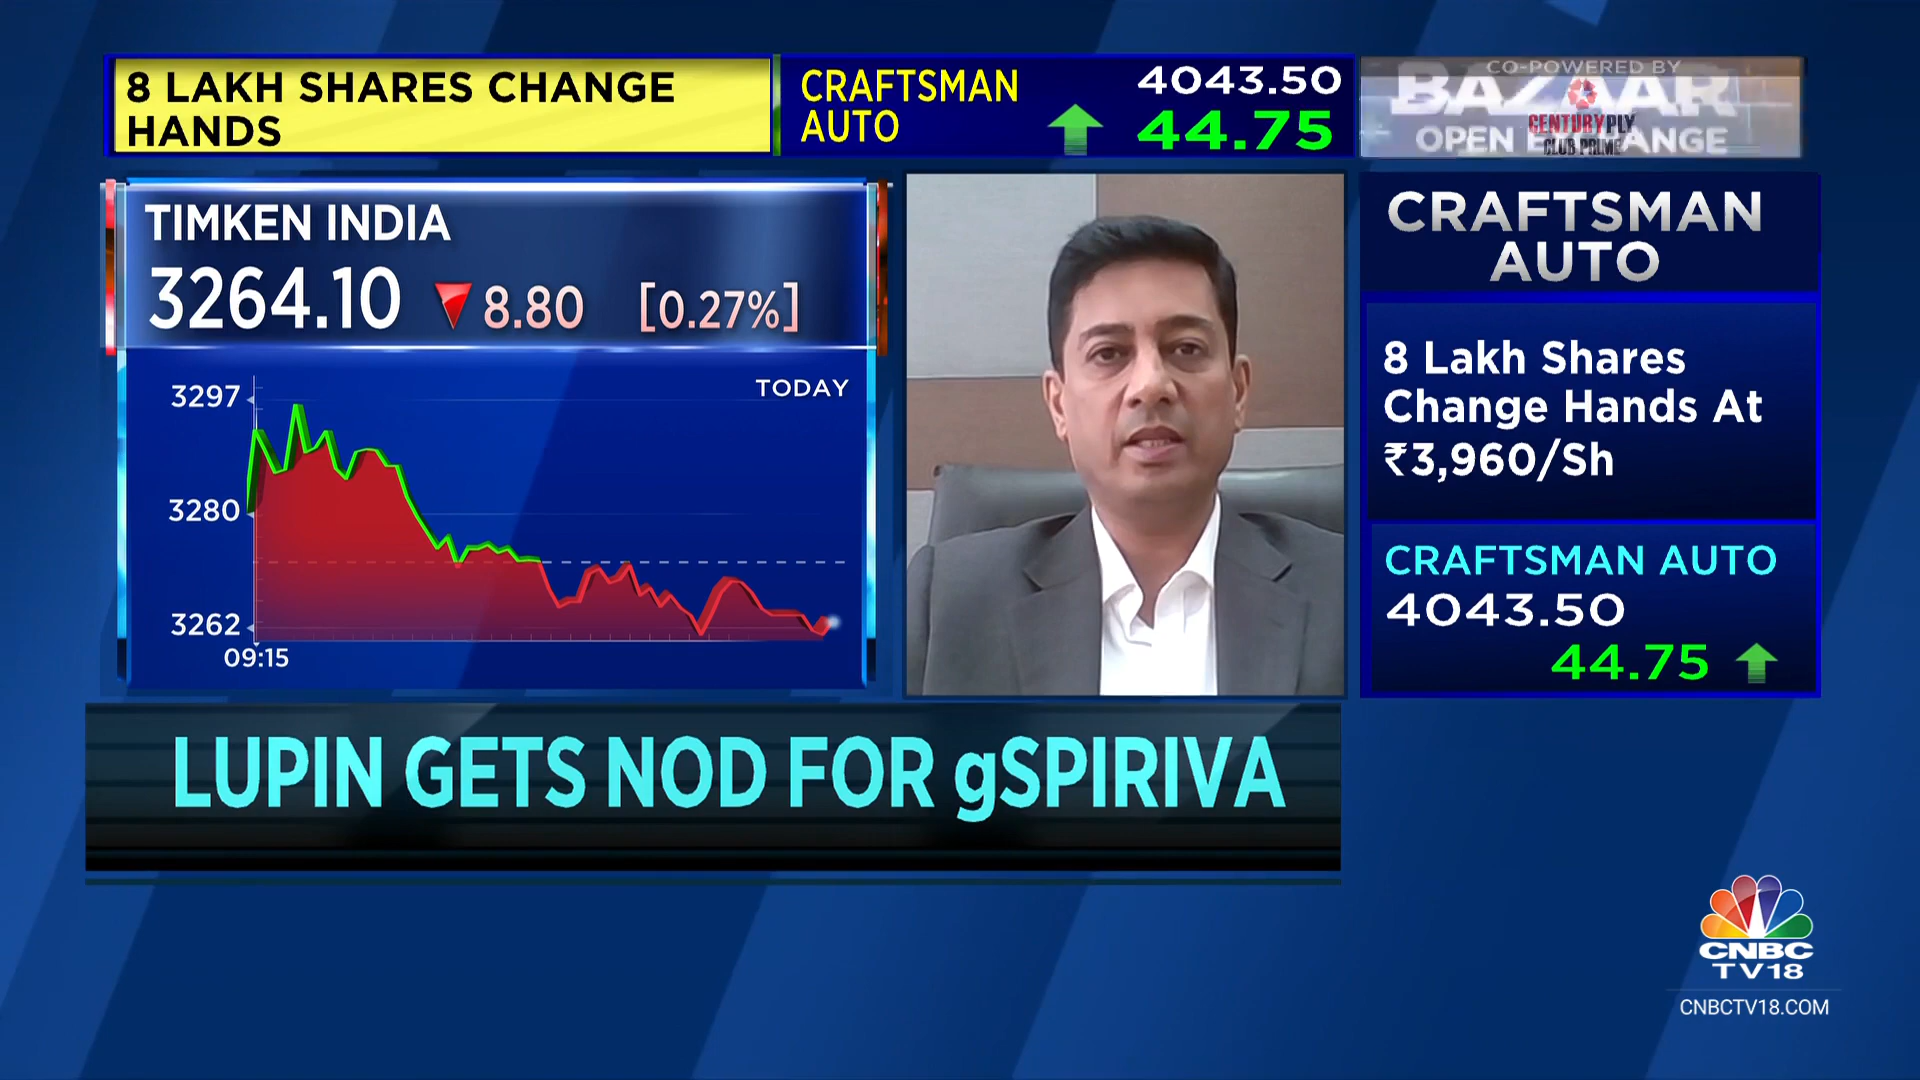 8 LAKH SHARES CHANGE
HANDS
CRAFTSMAN
AUTO
4043.50
44.75
CO-POWERED BY
BAZAAR
OPEN EXCHANGE
CENTURYPLY
CLUB PRIME
TIMKEN INDIA
3264.10 8.80 [0.27%]
TODAY
3297
3280
3262
09:15
CRAFTSMAN
AUTO
8 Lakh Shares
Change Hands At
₹3,960/Sh
CRAFTSMAN AUTO
4043.50
44.75
LUPIN GETS NOD FOR gSPIRIVA
CNBC
TV18
CNBCTV18.COM